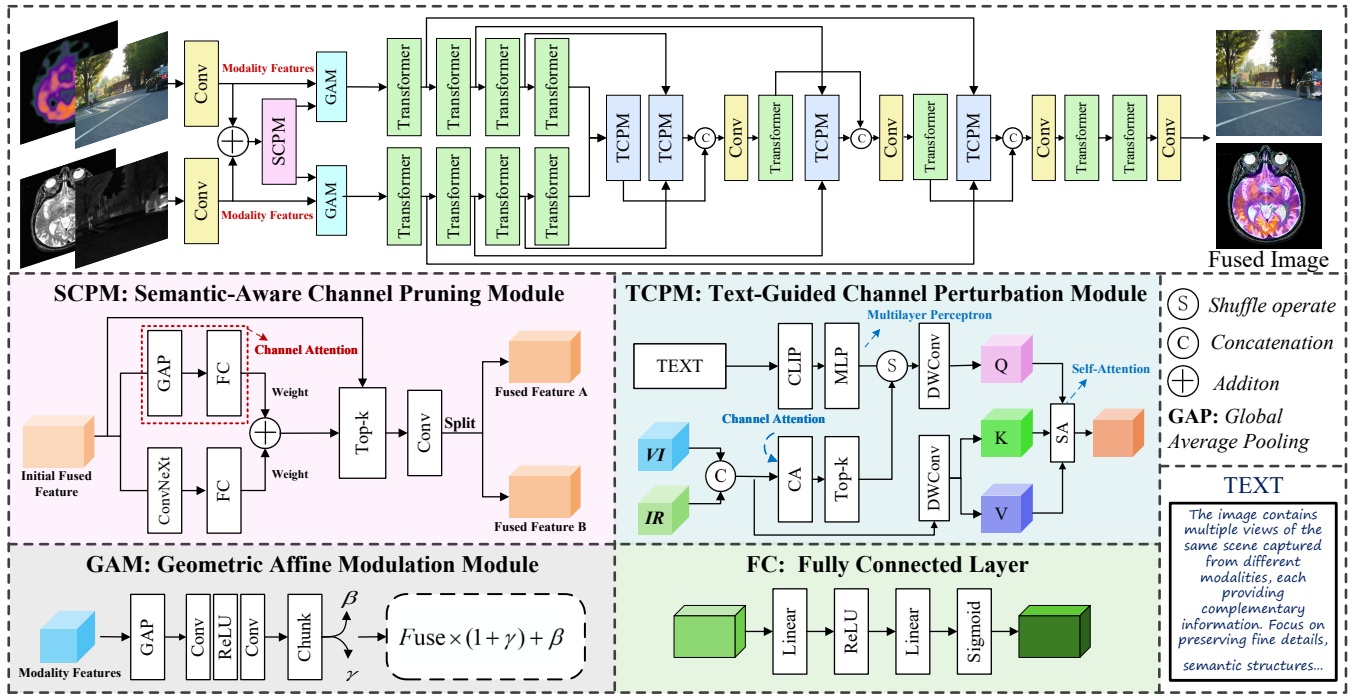 Conv
Modality Features
GAM
Transformer
Transformer
Transformer
Transformer
SCPM
TCPM
TCPM
C
Conv
Transformer
TCPM
C
Conv
Transformer
TCPM
C
Conv
Transformer
Transformer
Conv
Conv
Modality Features
GAM
Transformer
Transformer
Transformer
Transformer
Fused Image
SCPM: Semantic-Aware Channel Pruning Module
GAP
FC
Channel Attention
Weight
Initial Fused
Feature
ConvNeXt
FC
Weight
Top-k
Conv
Split
Fused Feature A
Fused Feature B
TCPM: Text-Guided Channel Perturbation Module
Multilayer Perceptron
TEXT
CLIP
MLP
S
DWConv
Q
Self-Attention
Channel Attention
VI
IR
C
CA
Top-k
DWConv
K
V
SA
S
Shuffle operate
C
Concatenation
Additon
GAP: Global
Average Pooling
TEXT
The image contains
multiple views of the
same scene captured
from different
modalities, each
providing
complementary
information. Focus on
preserving fine details,
semantic structures...
GAM: Geometric Affine Modulation Module
Modality Features
GAP
Conv
ReLU
Conv
Chunk
β
γ
Fuse×(1+γ)+β
FC: Fully Connected Layer
Linear
ReLU
Linear
Sigmoid